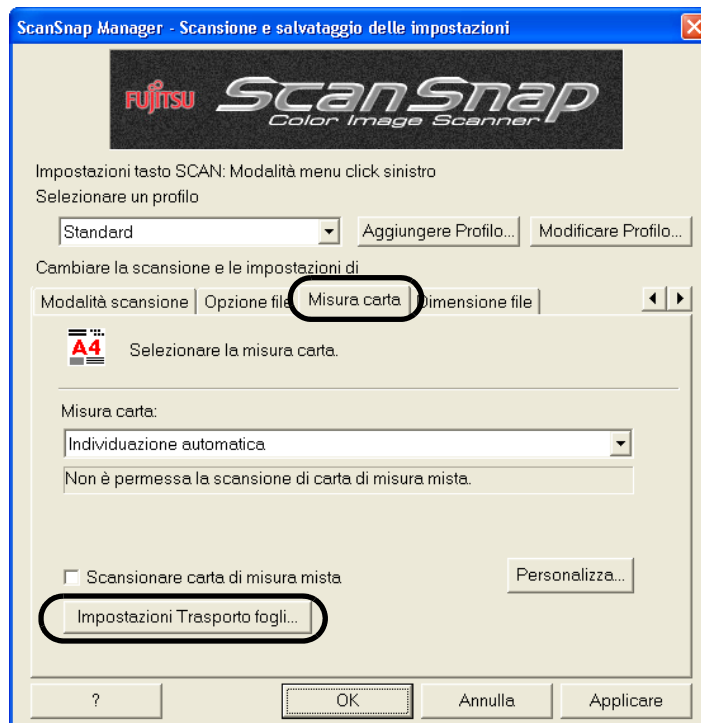 ScanSnap Manager - Scansione e salvataggio delle impostazioni
FUJITSU ScanSnap
Color Image Scanner
Impostazioni tasto SCAN: Modalità menu click sinistro
Selezionare un profilo
Standard Aggiungere Profilo... Modificare Profilo...
Cambiare la scansione e le impostazioni di
Modalità scansione Opzione file Misura carta Dimensione file
A4 Selezionare la misura carta.
Misura carta:
Individuazione automatica
Non è permessa la scansione di carta di misura mista.
Scansionare carta di misura mista Personalizza...
Impostazioni Trasporto fogli...
? OK Annulla Applicare